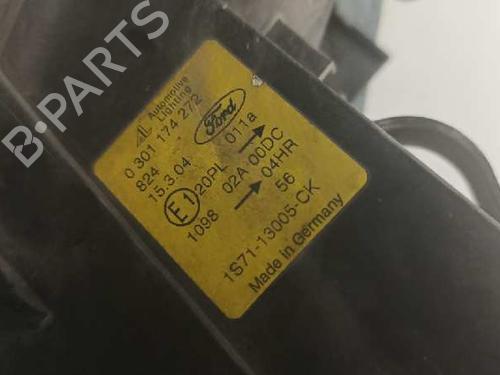 AL Automotive Lighting
Ford
0 301 174 272
824
15.3.04
011a
E1
20PL
00DC
1098
02A
04HR
56
1S71-13005-CK
Made in Germany
B-PARTS